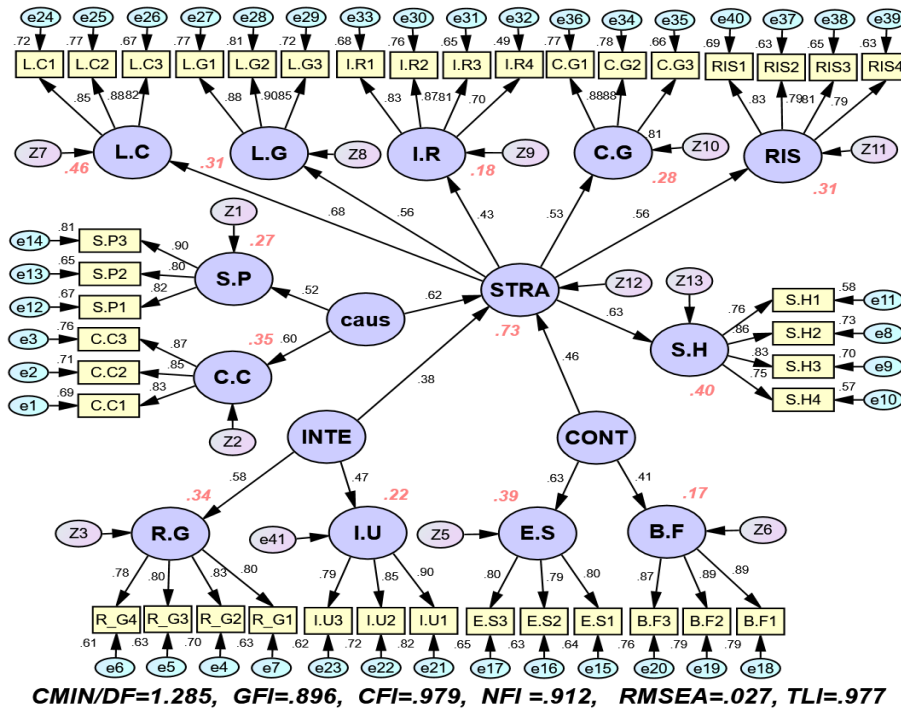 e24 e25 e26 e27 e28 e29 e33 e30 e31 e32 e36 e34 e35 e40 e37 e38 e39
.72 .77 .67 .77 .81 .72 .68 .76 .65 .49 .77 .78 .66 .69 .63 .65 .63
L.C1 L.C2 L.C3 L.G1 L.G2 L.G3 I.R1 I.R2 I.R3 I.R4 C.G1 C.G2 C.G3 RIS1 RIS2 RIS3 RIS4
.85 .88 .82 .88 .90 .85 .83 .87 .81 .70 .88 .88 .81 .83 .79 .81 .79
Z7 L.C L.G Z8 I.R Z9 C.G Z10 RIS Z11
.46 .31 .18 .28 .31
.68 .56 .43 .53 .56
Z1
.27
e14 .81 S.P3 .90
e13 .65 S.P2 .80 S.P
e12 .67 S.P1 .82
.52
caus .62 STRA Z12 Z13
.73
.63
.60
S.H
.40
.76 S.H1 .58 e11
.86 S.H2 .73 e8
.83 S.H3 .70 e9
.75 S.H4 .57 e10
e3 .76 C.C3 .87 .35
e2 .71 C.C2 .85 C.C
e1 .69 C.C1 .83
Z2
.38 .46
INTE CONT
.58 .47 .63 .41
.34 .22 .39 .17
Z3 R.G e41 I.U Z5 E.S B.F Z6
.78 .80 .83 .80 .79 .85 .90 .80 .79 .80 .87 .89 .89
R_G4 R_G3 R_G2 R_G1 I.U3 I.U2 I.U1 E.S3 E.S2 E.S1 B.F3 B.F2 B.F1
.61 .63 .70 .63 .62 .72 .82 .65 .63 .64 .76 .79 .79
e6 e5 e4 e7 e23 e22 e21 e17 e16 e15 e20 e19 e18
CMIN/DF=1.285, GFI=.896, CFI=.979, NFI =.912, RMSEA=.027, TLI=.977